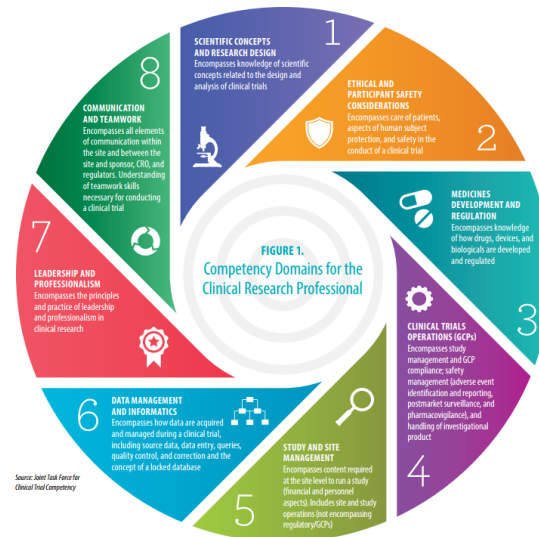 1
SCIENTIFIC CONCEPTS
AND RESEARCH DESIGN
Encompasses knowledge of scientific
concepts related to the design and
analysis of clinical trials
2
ETHICAL AND
PARTICIPANT SAFETY
CONSIDERATIONS
Encompasses care of patients,
aspects of human subject
protection, and safety in the
conduct of a clinical trial
3
MEDICINES
DEVELOPMENT AND
REGULATION
Encompasses knowledge
of how drugs, devices, and
biologicals are developed
and regulated
4
CLINICAL TRIALS
OPERATIONS (GCPs)
Encompasses study
management and GCP
compliance; safety
management (adverse event
identification and reporting,
postmarket surveillance, and
pharmacovigilance), and
handling of investigational
product
5
STUDY AND SITE
MANAGEMENT
Encompasses content required
at the site level to run a study
(financial and personnel
aspects). Includes site and study
operations (not encompassing
regulatory/GCPs)
6
DATA MANAGEMENT
AND INFORMATICS
Encompasses how data are acquired
and managed during a clinical trial,
including source data, data entry, queries,
quality control, and correction and the
concept of a locked database
7
LEADERSHIP AND
PROFESSIONALISM
Encompasses the principles
and practice of leadership
and professionalism in
clinical research
8
COMMUNICATION
AND TEAMWORK
Encompasses all elements
of communication within
the site and between the
site and sponsor, CRO, and
regulators. Understanding
of teamwork skills
necessary for conducting
a clinical trial
FIGURE 1.
Competency Domains for the
Clinical Research Professional
Source: Joint Task Force for
Clinical Trial Competency